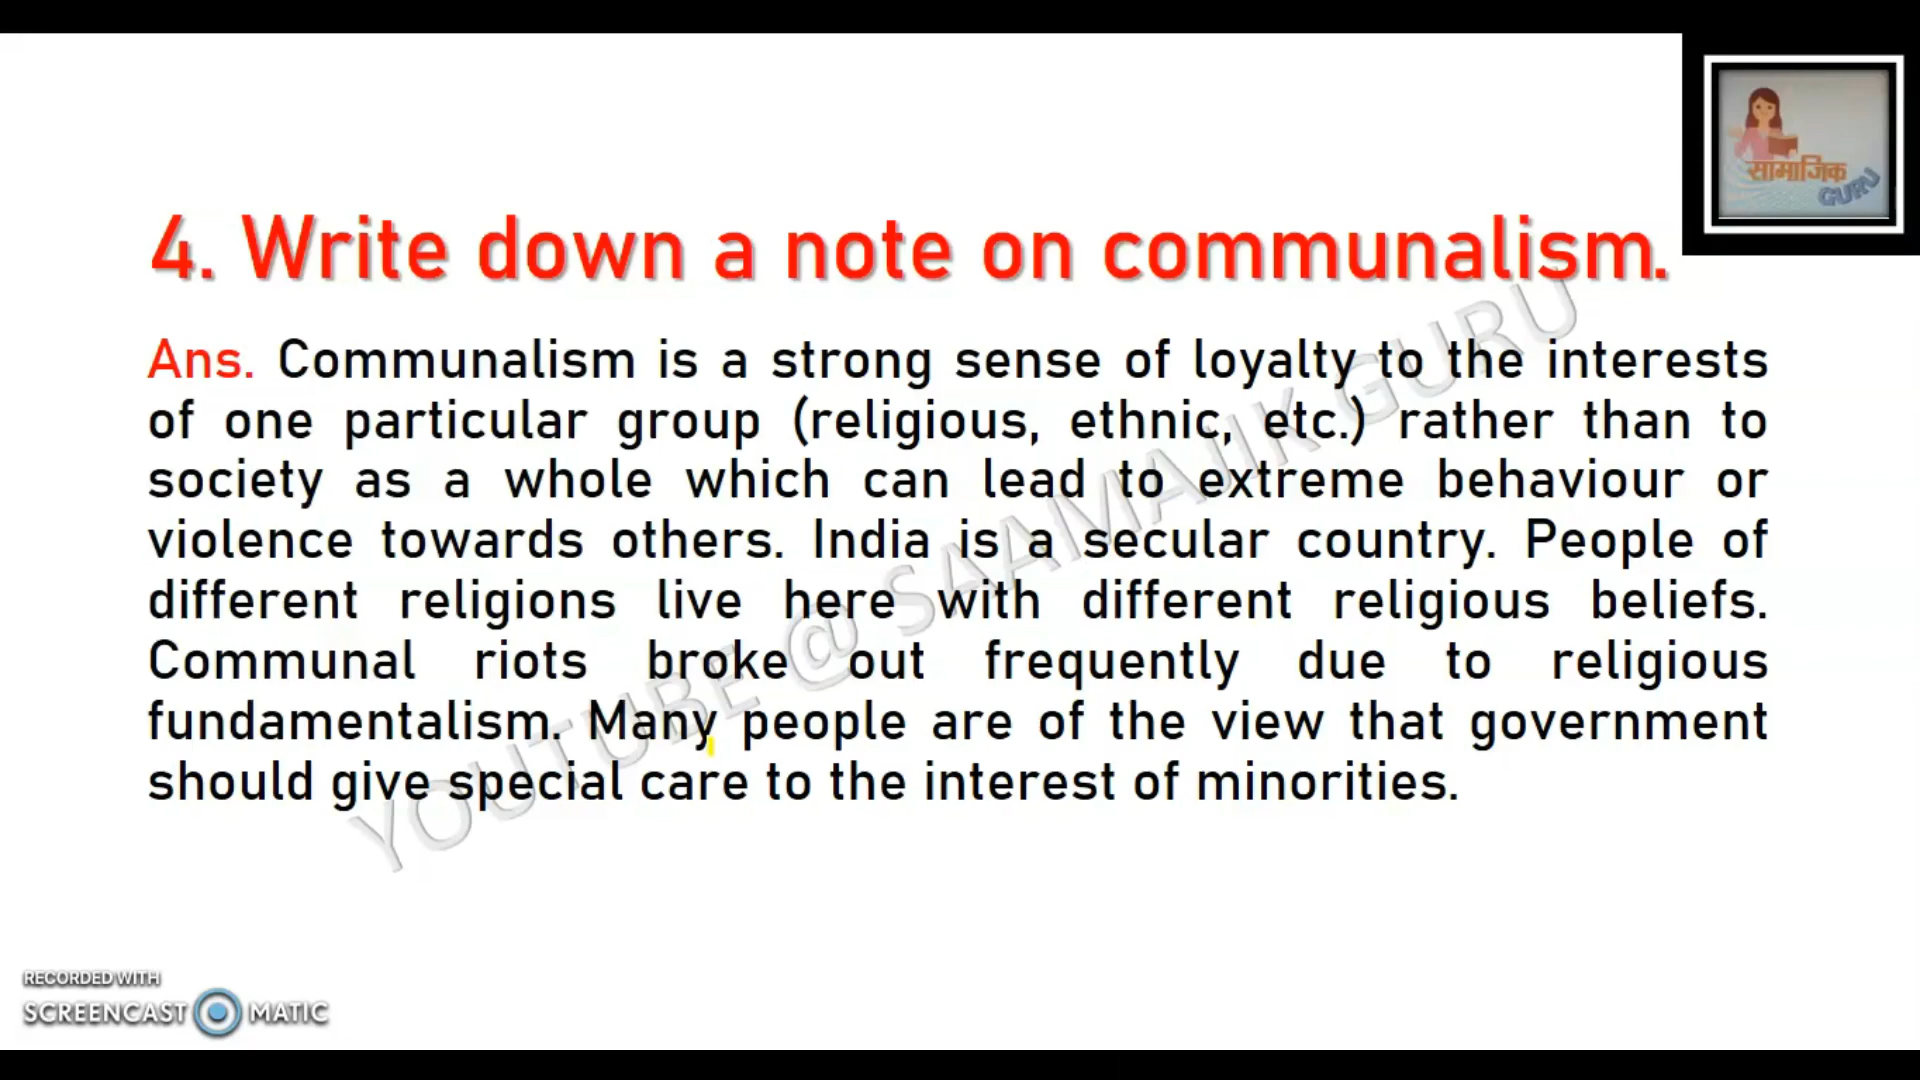 सामाजिक
GURU
4. Write down a note on communalism.
Ans. Communalism is a strong sense of loyalty to the interests
of one particular group (religious, ethnic, etc.) rather than to
society as a whole which can lead to extreme behaviour or
violence towards others. India is a secular country. People of
different religions live here with different religious beliefs.
Communal riots broke out frequently due to religious
fundamentalism. Many people are of the view that government
should give special care to the interest of minorities.
YOUTUBE @ SAAMAJIK GURU
RECORDED WITH
SCREENCAST MATIC